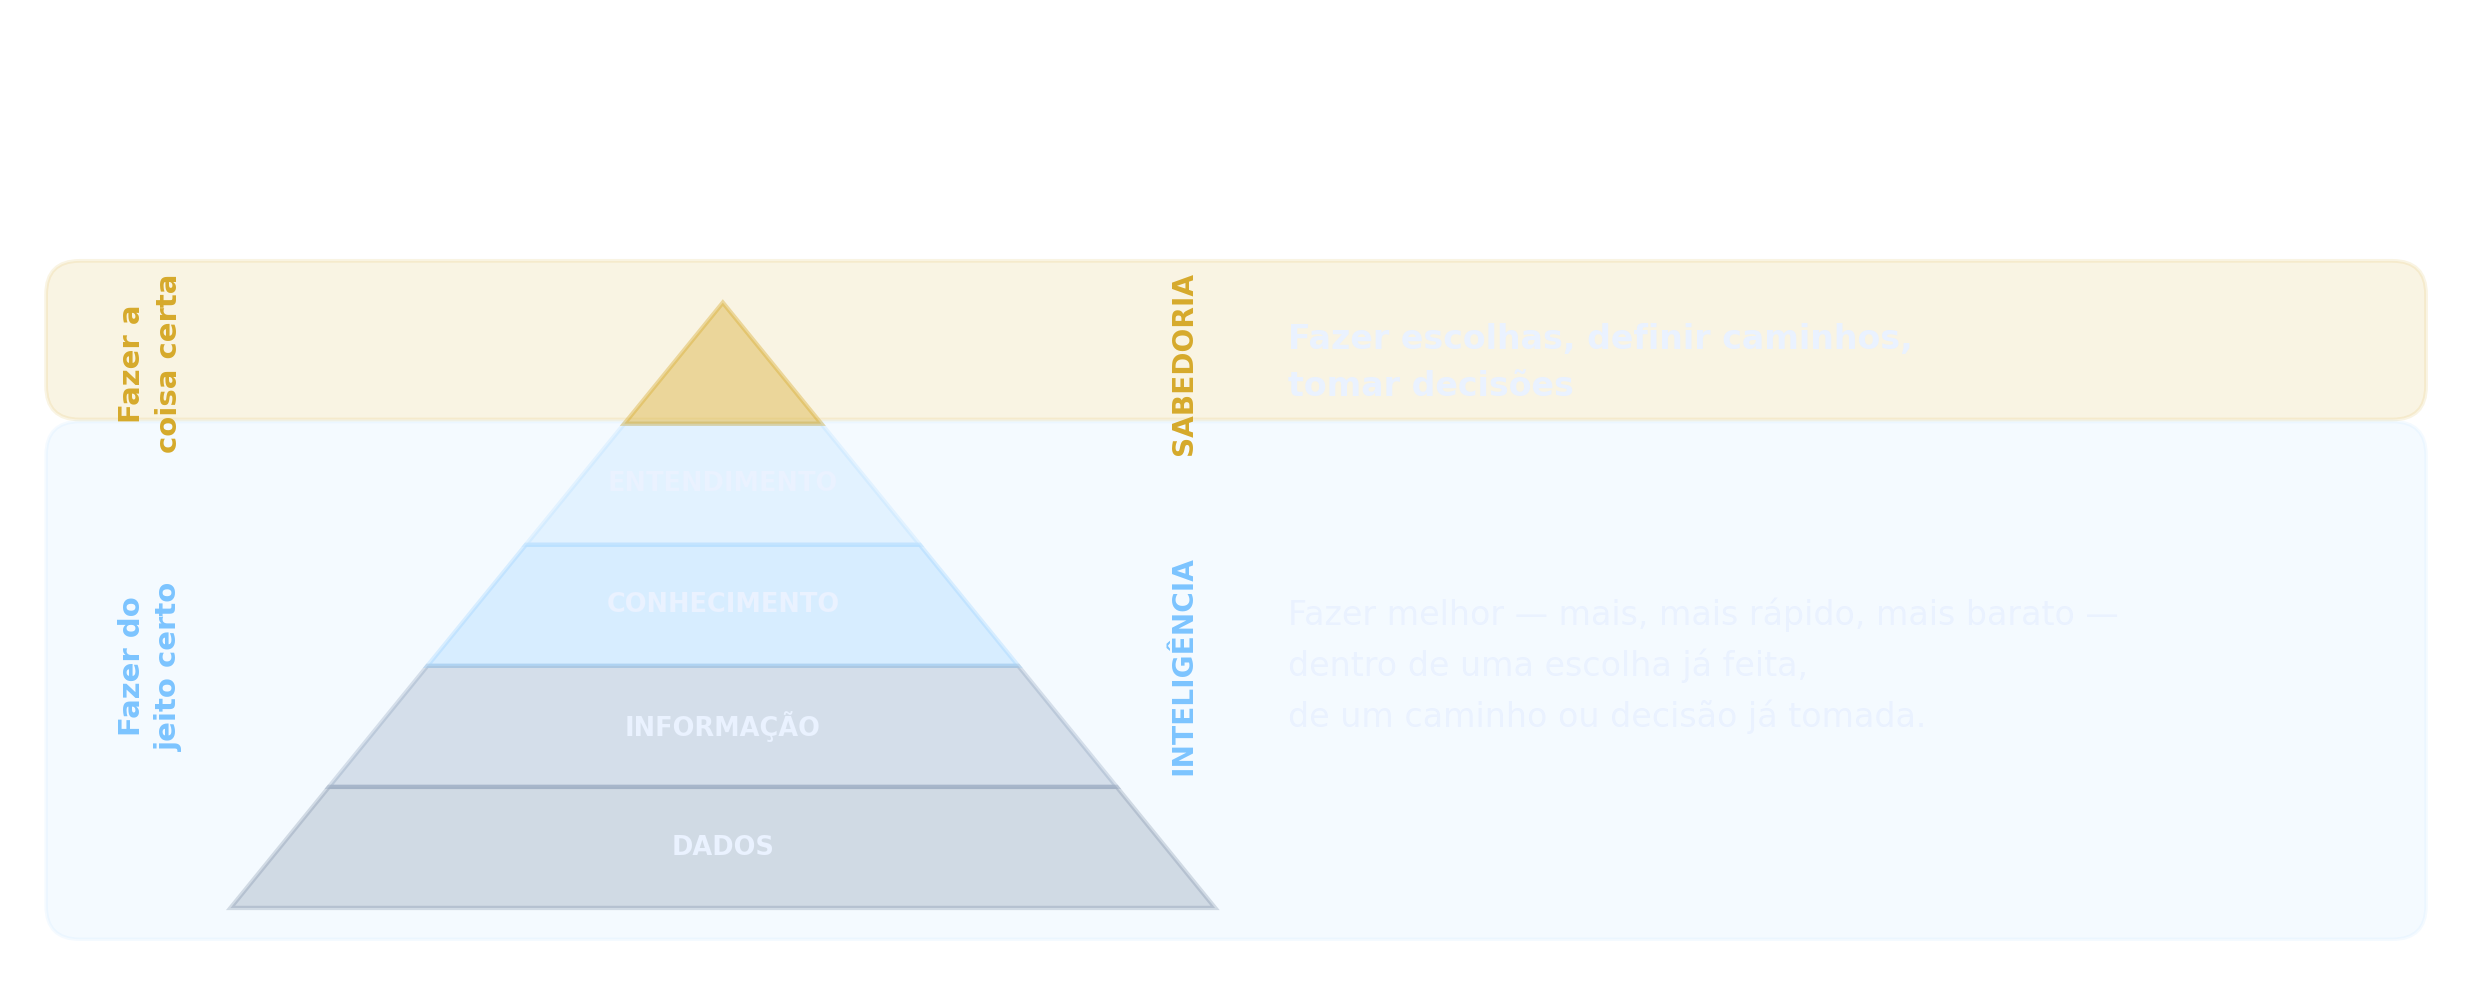 Fazer a
coisa certa
SABEDORIA
Fazer escolhas, definir caminhos,
tomar decisões
ENTENDIMENTO
CONHECIMENTO
INFORMAÇÃO
DADOS
Fazer do
jeito certo
INTELIGÊNCIA
Fazer melhor — mais, mais rápido, mais barato —
dentro de uma escolha já feita,
de um caminho ou decisão já tomada.